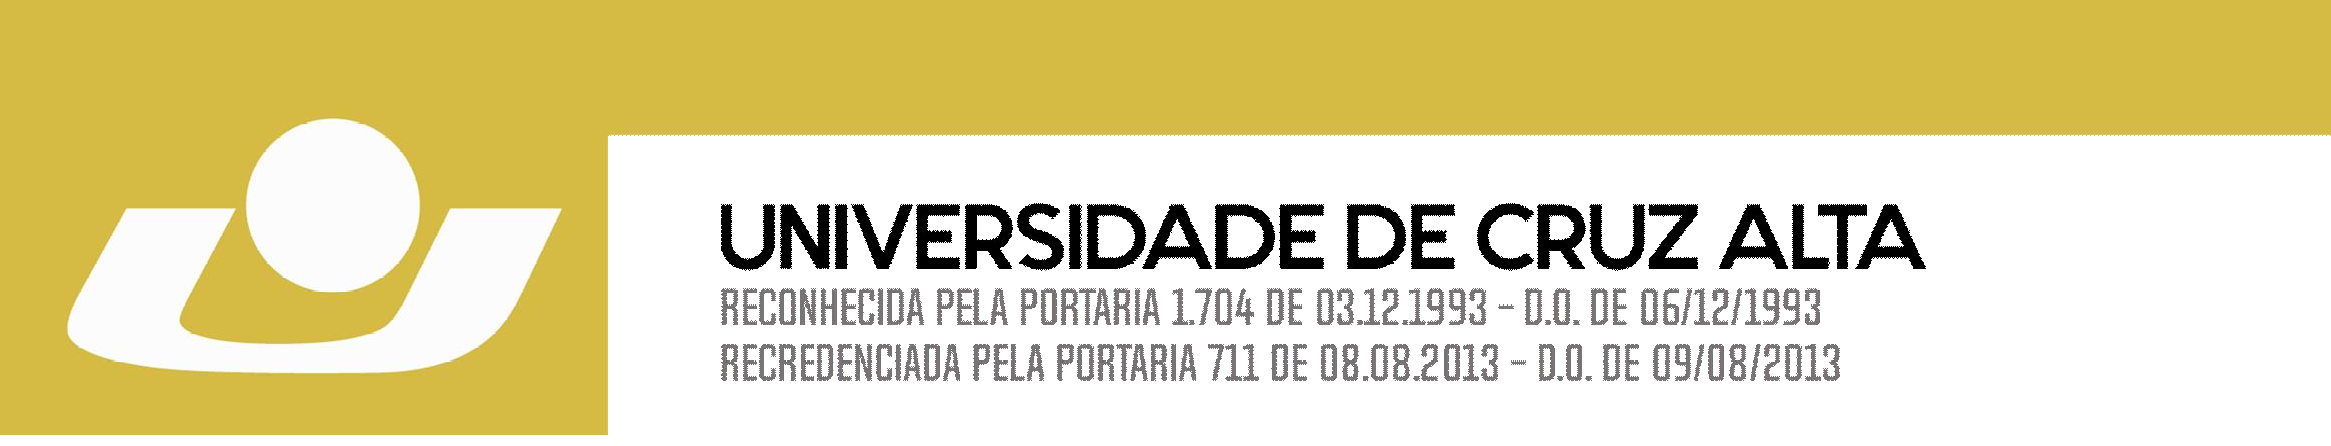 UNIVERSIDADE DE CRUZ ALTA
RECONHECIDA PELA PORTARIA 1.704 DE 03.12.1993 - D.O. DE 06/12/1993
RECREDENCIADA PELA PORTARIA 711 DE 08.08.2013 - D.O. DE 09/08/2013